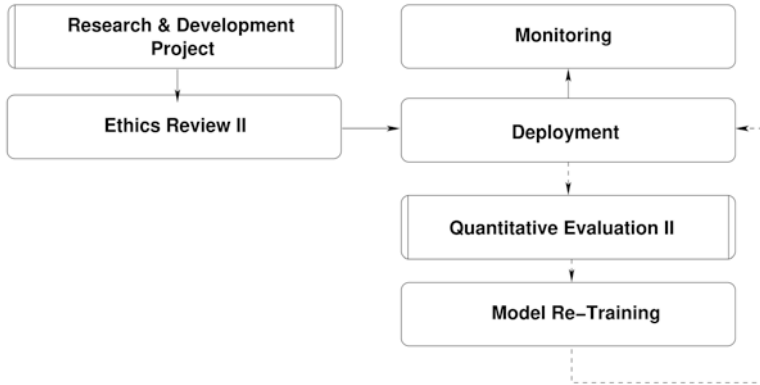 Research & Development
Project
Monitoring
Ethics Review II
Deployment
Quantitative Evaluation II
Model Re−Training